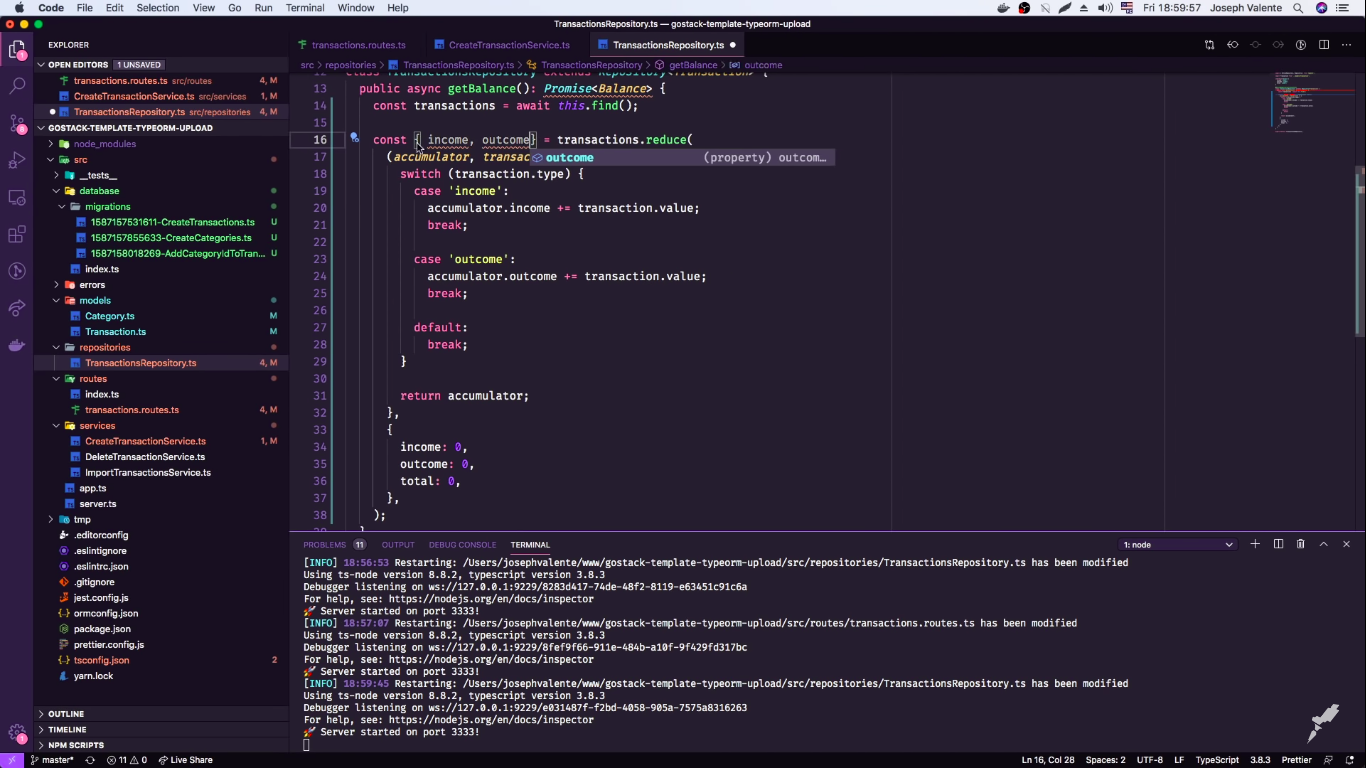 Code File Edit Selection View Go Run Terminal Window Help Fri 18:59:57 Joseph Valente
TransactionsRepository.ts — gostack-template-typeorm-upload
EXPLORER
transactions.routes.ts CreateTransactionService.ts TransactionsRepository.ts
src > repositories > TransactionsRepository.ts > TransactionsRepository > getBalance > outcome
OPEN EDITORS 1 UNSAVED
transactions.routes.ts src/routes 4, M
CreateTransactionService.ts src/services 1, M
TransactionsRepository.ts src/repositories 4, M
GOSTACK-TEMPLATE-TYPEORM-UPLOAD
node_modules
src
__tests__
database
migrations
1587157531611-CreateTransactions.ts U
1587157855633-CreateCategories.ts U
1587158018269-AddCategoryIdToTran... U
index.ts
errors
models
Category.ts M
Transaction.ts M
repositories
TransactionsRepository.ts 4, M
routes
index.ts
transactions.routes.ts 4, M
services
CreateTransactionService.ts 1, M
DeleteTransactionService.ts
ImportTransactionsService.ts
app.ts
server.ts
tmp
.editorconfig
.eslintignore
.eslintrc.json
.gitignore
jest.config.js
ormconfig.json
package.json
prettier.config.js
tsconfig.json 2
yarn.lock
OUTLINE
TIMELINE
NPM SCRIPTS
12 class TransactionsRepository extends Repository<Transaction> {
13 public async getBalance(): Promise<Balance> {
14 const transactions = await this.find();
15
16 const { income, outcome} = transactions.reduce(
17 (accumulator, transac
outcome (property) outcom...
18 switch (transaction.type) {
19 case 'income':
20 accumulator.income += transaction.value;
21 break;
22
23 case 'outcome':
24 accumulator.outcome += transaction.value;
25 break;
26
27 default:
28 break;
29 }
30
31 return accumulator;
32 },
33 {
34 income: 0,
35 outcome: 0,
36 total: 0,
37 },
38 );
39 }
PROBLEMS 11 OUTPUT DEBUG CONSOLE TERMINAL 1: node
[INFO] 18:56:53 Restarting: /Users/josephvalente/www/gostack-template-typeorm-upload/src/repositories/TransactionsRepository.ts has been modified
Using ts-node version 8.8.2, typescript version 3.8.3
Debugger listening on ws://127.0.0.1:9229/8283d417-74de-48f2-8119-e63451c91c6a
For help, see: https://nodejs.org/en/docs/inspector
🚀 Server started on port 3333!
[INFO] 18:57:07 Restarting: /Users/josephvalente/www/gostack-template-typeorm-upload/src/routes/transactions.routes.ts has been modified
Using ts-node version 8.8.2, typescript version 3.8.3
Debugger listening on ws://127.0.0.1:9229/8fef9f66-911e-484b-a10f-9f429fd317bc
For help, see: https://nodejs.org/en/docs/inspector
🚀 Server started on port 3333!
[INFO] 18:59:45 Restarting: /Users/josephvalente/www/gostack-template-typeorm-upload/src/repositories/TransactionsRepository.ts has been modified
Using ts-node version 8.8.2, typescript version 3.8.3
Debugger listening on ws://127.0.0.1:9229/e031487f-f2bd-4058-905a-7575a8316263
For help, see: https://nodejs.org/en/docs/inspector
🚀 Server started on port 3333!
master* 11 0 Live Share Ln 16, Col 28 Spaces: 2 UTF-8 LF TypeScript 3.8.3 Prettier